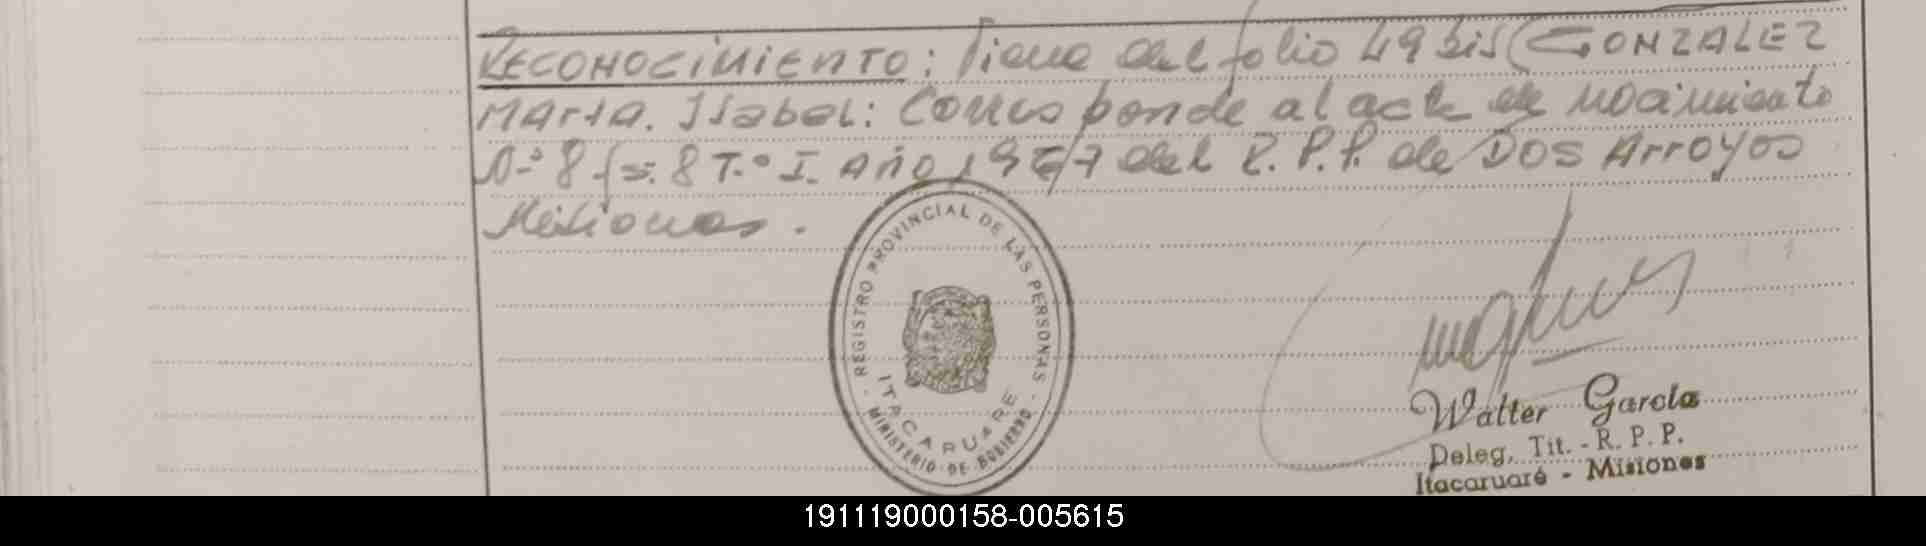 RECONOCIMIENTO: Viene del folio 49 bis (GONZALEZ
MARIA. Isabel: Corresponde al acta de nacimiento
N° 8 fs: 8 T.° I. Año 1967 del R. P. P. de DOS Arroyos
Misiones.
REGISTRO PROVINCIAL DE LAS PERSONAS
ITACARUARE
MINISTERIO DE GOBIERNO
Walter García
Deleg. Tit. - R. P. P.
Itacaruaré - Misiones
191119000158-005615